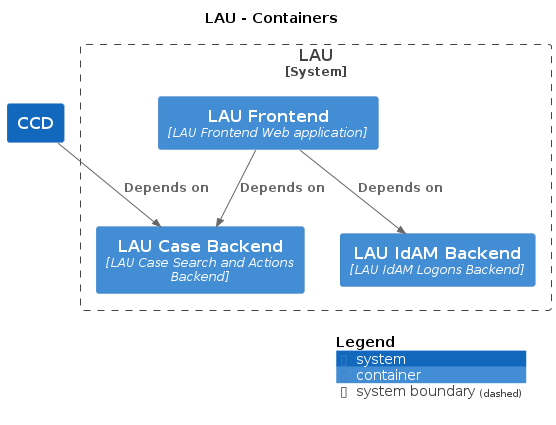 LAU - Containers
LAU
[System]
CCD
LAU Frontend
[LAU Frontend Web application]
Depends on
Depends on
Depends on
LAU Case Backend
[LAU Case Search and Actions
Backend]
LAU IdAM Backend
[LAU IdAM Logons Backend]
Legend
system
container
system boundary (dashed)